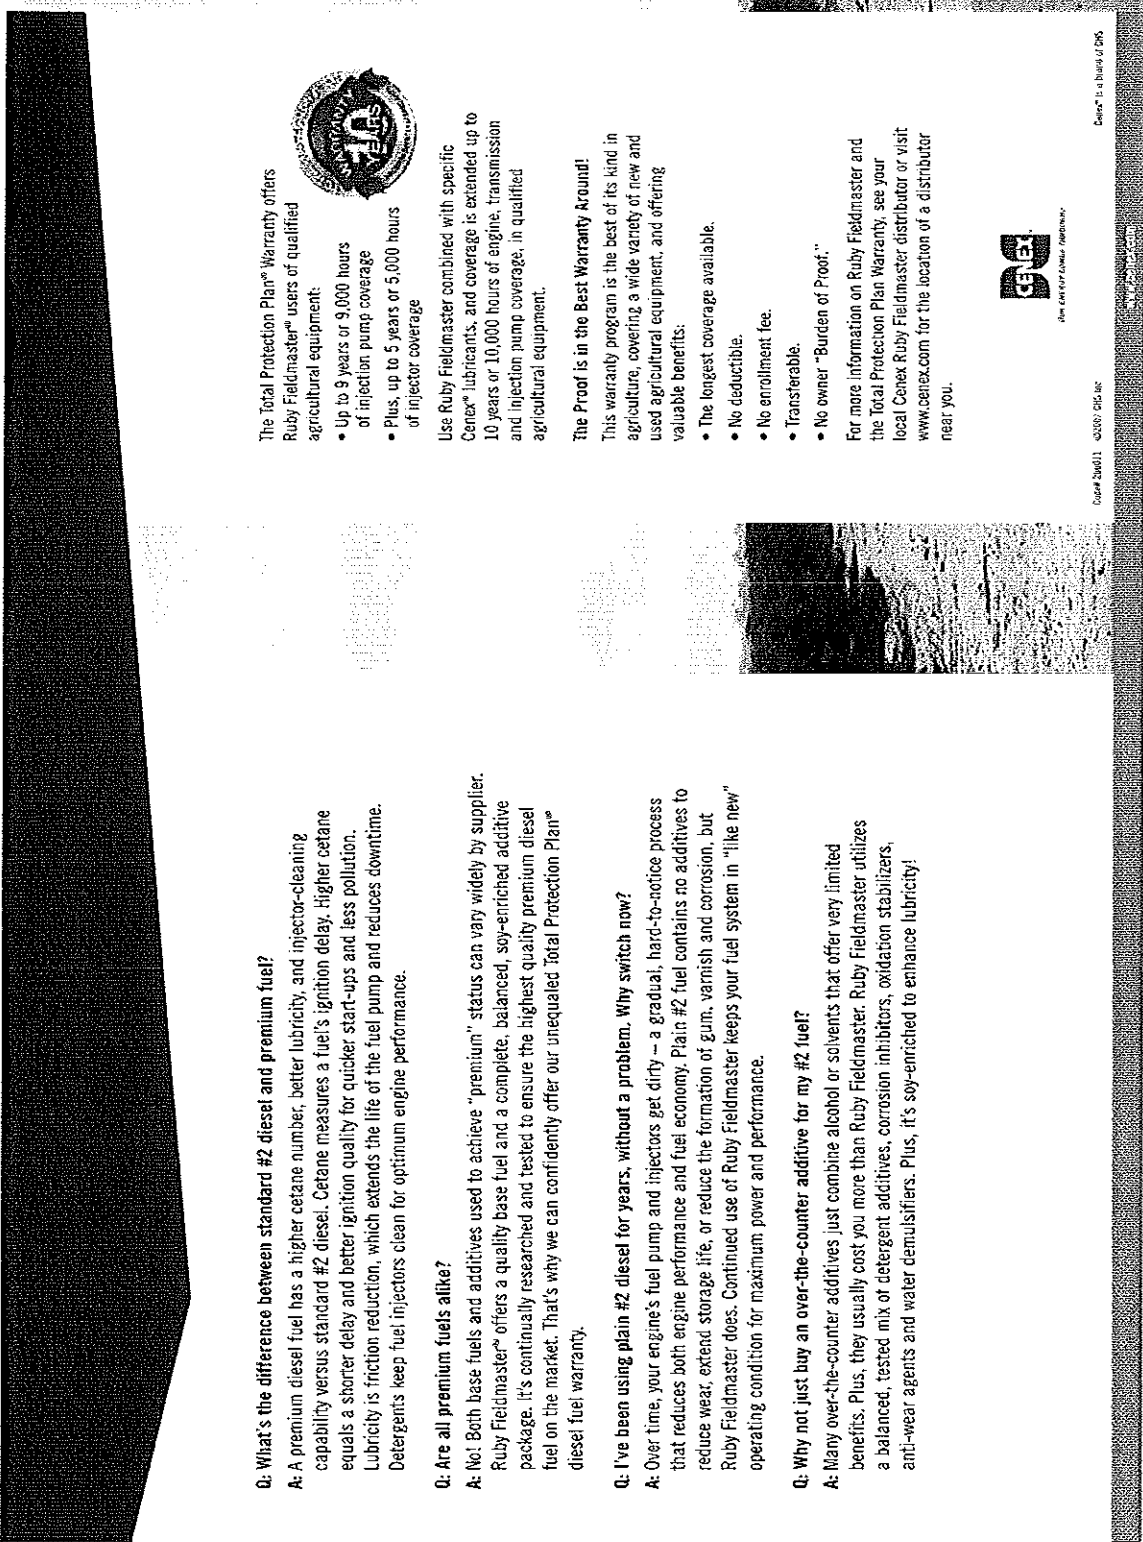 Q: What's the difference between standard #2 diesel and premium fuel?
A: A premium diesel fuel has a higher cetane number, better lubricity, and injector-cleaning
capability versus standard #2 diesel. Cetane measures a fuel's ignition delay. Higher cetane
equals a shorter delay and better ignition quality for quicker start-ups and less pollution.
Lubricity is friction reduction, which extends the life of the fuel pump and reduces downtime.
Detergents keep fuel injectors clean for optimum engine performance.
Q: Are all premium fuels alike?
A: No! Both base fuels and additives used to achieve "premium" status can vary widely by supplier.
Ruby Fieldmaster® offers a quality base fuel and a complete, balanced, soy-enriched additive
package. It's continually researched and tested to ensure the highest quality premium diesel
fuel on the market. That's why we can confidently offer our unequaled Total Protection Plan®
diesel fuel warranty.
Q: I've been using plain #2 diesel for years, without a problem. Why switch now?
A: Over time, your engine's fuel pump and injectors get dirty – a gradual, hard-to-notice process
that reduces both engine performance and fuel economy. Plain #2 fuel contains no additives to
reduce wear, extend storage life, or reduce the formation of gum, varnish and corrosion, but
Ruby Fieldmaster does. Continued use of Ruby Fieldmaster keeps your fuel system in "like new"
operating condition for maximum power and performance.
Q: Why not just buy an over-the-counter additive for my #2 fuel?
A: Many over-the-counter additives just combine alcohol or solvents that offer very limited
benefits. Plus, they usually cost you more than Ruby Fieldmaster. Ruby Fieldmaster utilizes
a balanced, tested mix of detergent additives, corrosion inhibitors, oxidation stabilizers,
anti-wear agents and water demulsifiers. Plus, it's soy-enriched to enhance lubricity!
The Total Protection Plan® Warranty offers
Ruby Fieldmaster® users of qualified
agricultural equipment:
• Up to 9 years or 9,000 hours
of injection pump coverage
• Plus, up to 5 years or 5,000 hours
of injector coverage
WARRANTY
10
YEARS
Use Ruby Fieldmaster combined with specific
Cenex® lubricants, and coverage is extended up to
10 years or 10,000 hours of engine, transmission
and injection pump coverage, in qualified
agricultural equipment.
The Proof is in the Best Warranty Around!
This warranty program is the best of its kind in
agriculture, covering a wide variety of new and
used agricultural equipment, and offering
valuable benefits:
• The longest coverage available.
• No deductible.
• No enrollment fee.
• Transferable.
• No owner "Burden of Proof."
For more information on Ruby Fieldmaster and
the Total Protection Plan Warranty, see your
local Cenex Ruby Fieldmaster distributor or visit
www.cenex.com for the location of a distributor
near you.
CENEX
©2007 CHS Inc
Cenex® is a brand of CHS